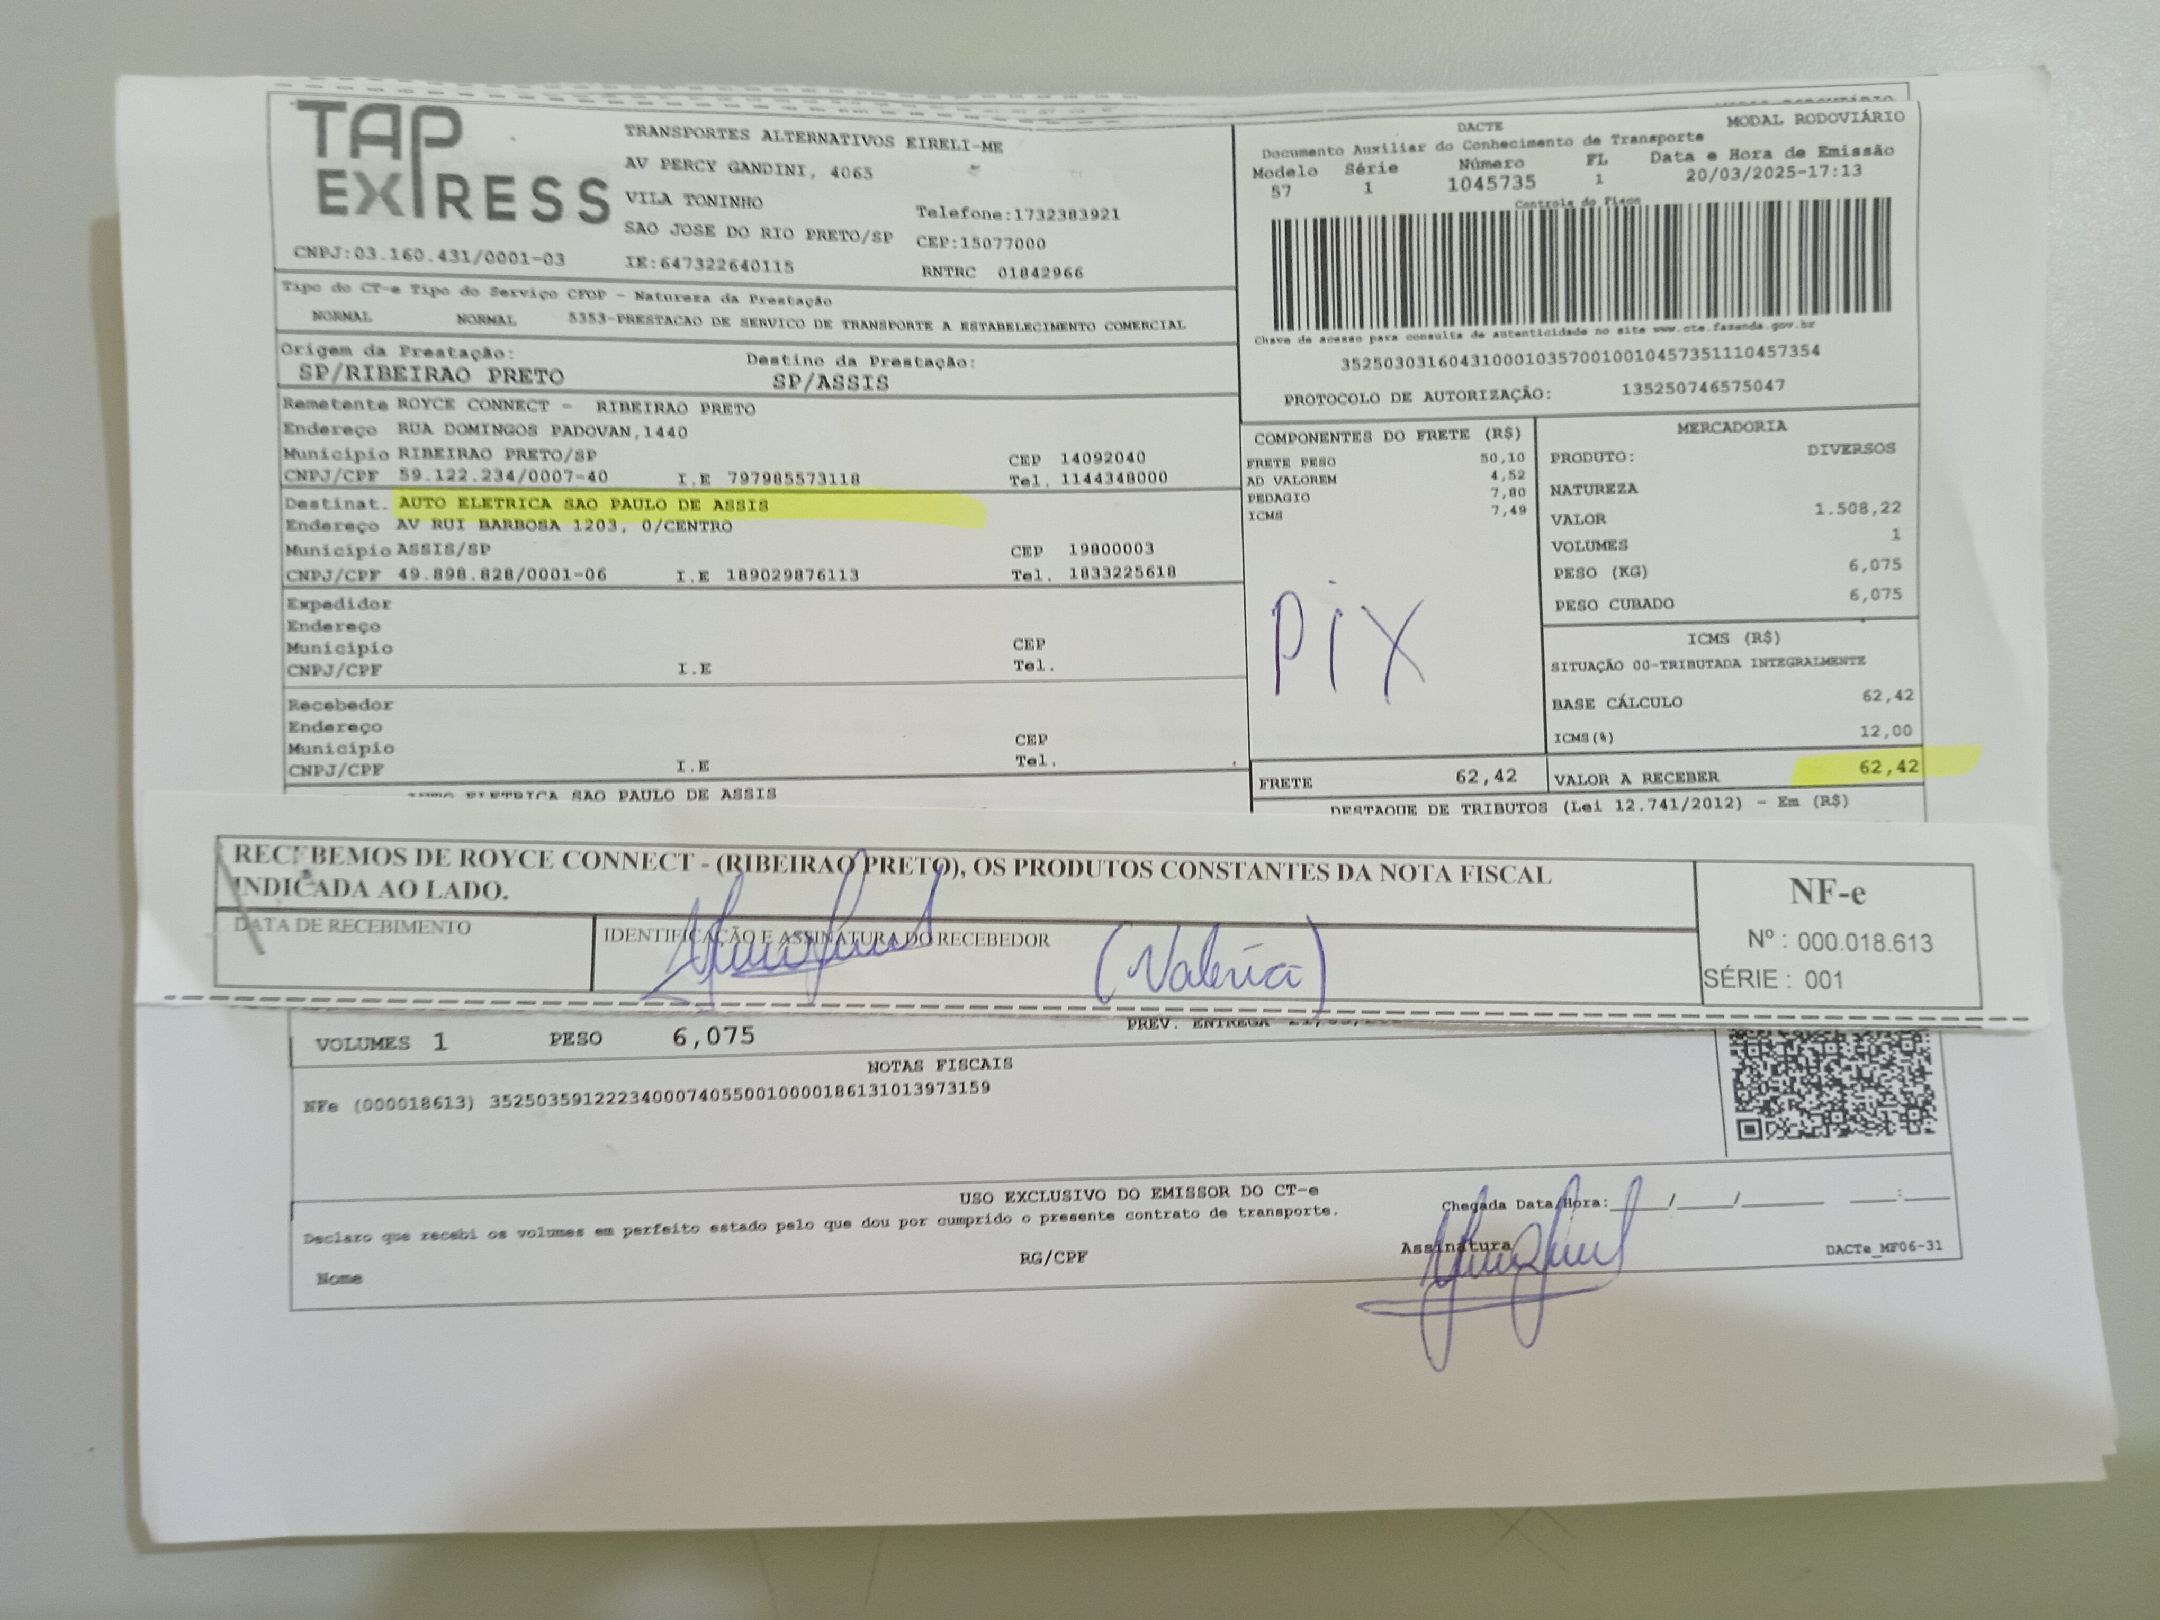 TAP
EXPRESS
TRANSPORTES ALTERNATIVOS EIRELI-ME
AV PERCY GANDINI, 4065
VILA TONINHO
Telefone:1732383921
SAO JOSE DO RIO PRETO/SP CEP:15077000
CNPJ:03.160.431/0001-03 IE:647322640115 RNTRC 01842966
MODAL RODOVIÁRIO
DACTE
Documento Auxiliar do Conhecimento de Transporte
Modelo Série Número FL Data e Hora de Emissão
57 1 1045735 1 20/03/2025-17:13
Controle do Fisco
Chave de acesso para consulta de autenticidade no site www.cte.fazenda.gov.br
35250303160431000103570010010457351110457354
PROTOCOLO DE AUTORIZAÇÃO: 135250746575047
Tipo do CT-e Tipo do Serviço CFOP - Natureza da Prestação
NORMAL NORMAL 5353-PRESTACAO DE SERVICO DE TRANSPORTE A ESTABELECIMENTO COMERCIAL
Origem da Prestação: Destino da Prestação:
SP/RIBEIRAO PRETO SP/ASSIS
Remetente ROYCE CONNECT - RIBEIRAO PRETO
Endereço RUA DOMINGOS PADOVAN,1440
Município RIBEIRAO PRETO/SP CEP 14092040
CNPJ/CPF 59.122.234/0007-40 I.E 797985573118 Tel. 1144348000
Destinat. AUTO ELETRICA SAO PAULO DE ASSIS
Endereço AV RUI BARBOSA 1203, 0/CENTRO
Município ASSIS/SP CEP 19800003
CNPJ/CPF 49.898.828/0001-06 I.E 189029876113 Tel. 1833225618
Expedidor
Endereço
Município CEP
CNPJ/CPF I.E Tel.
Recebedor
Endereço
Município CEP
CNPJ/CPF I.E Tel.
ELETRICA SAO PAULO DE ASSIS
COMPONENTES DO FRETE (R$)
FRETE PESO 50,10
AD VALOREM 4,52
PEDAGIO 7,80
ICMS 7,49
PIX
FRETE 62,42
MERCADORIA
PRODUTO: DIVERSOS
NATUREZA
VALOR 1.508,22
VOLUMES 1
PESO (KG) 6,075
PESO CUBADO 6,075
ICMS (R$)
SITUAÇÃO 00-TRIBUTADA INTEGRALMENTE
BASE CÁLCULO 62,42
ICMS(%) 12,00
VALOR A RECEBER 62,42
DESTAQUE DE TRIBUTOS (Lei 12.741/2012) - Em (R$)
RECEBEMOS DE ROYCE CONNECT - (RIBEIRAO PRETO), OS PRODUTOS CONSTANTES DA NOTA FISCAL
INDICADA AO LADO.
DATA DE RECEBIMENTO
IDENTIFICAÇÃO E ASSINATURA DO RECEBEDOR
(Valéria)
NF-e
Nº : 000.018.613
SÉRIE : 001
VOLUMES 1 PESO 6,075 PREV. ENTREGA
NOTAS FISCAIS
NFe (000018613) 35250359122234000740550010000186131013973159
USO EXCLUSIVO DO EMISSOR DO CT-e
Declaro que recebi os volumes em perfeito estado pelo que dou por cumprido o presente contrato de transporte.
Chegada Data/Hora:____/____/______ ____:____
Nome RG/CPF Assinatura DACTe_MF06-31